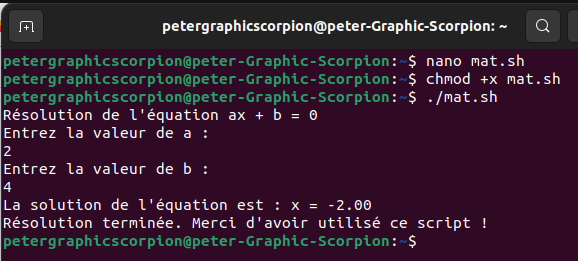 petergraphicscorpion@peter-Graphic-Scorpion: ~
petergraphicscorpion@peter-Graphic-Scorpion:~$ nano mat.sh
petergraphicscorpion@peter-Graphic-Scorpion:~$ chmod +x mat.sh
petergraphicscorpion@peter-Graphic-Scorpion:~$ ./mat.sh
Résolution de l'équation ax + b = 0
Entrez la valeur de a :
2
Entrez la valeur de b :
4
La solution de l'équation est : x = -2.00
Résolution terminée. Merci d'avoir utilisé ce script !
petergraphicscorpion@peter-Graphic-Scorpion:~$